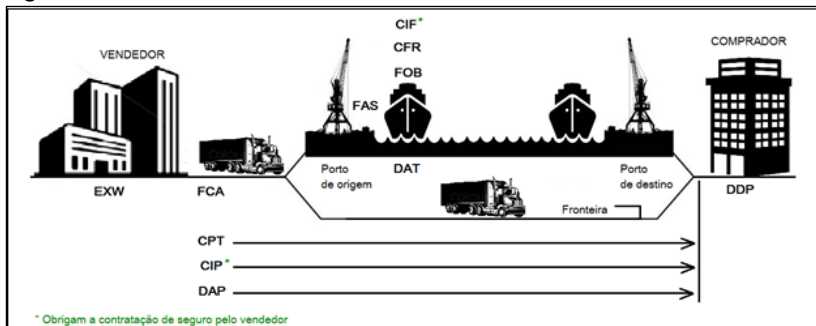 CIF*
VENDEDOR
CFR
COMPRADOR
FOB
FAS
EXW
FCA
Porto
de origem
DAT
Porto
de destino
DDP
Fronteira
CPT
CIP*
DAP
* Obrigam a contratação de seguro pelo vendedor